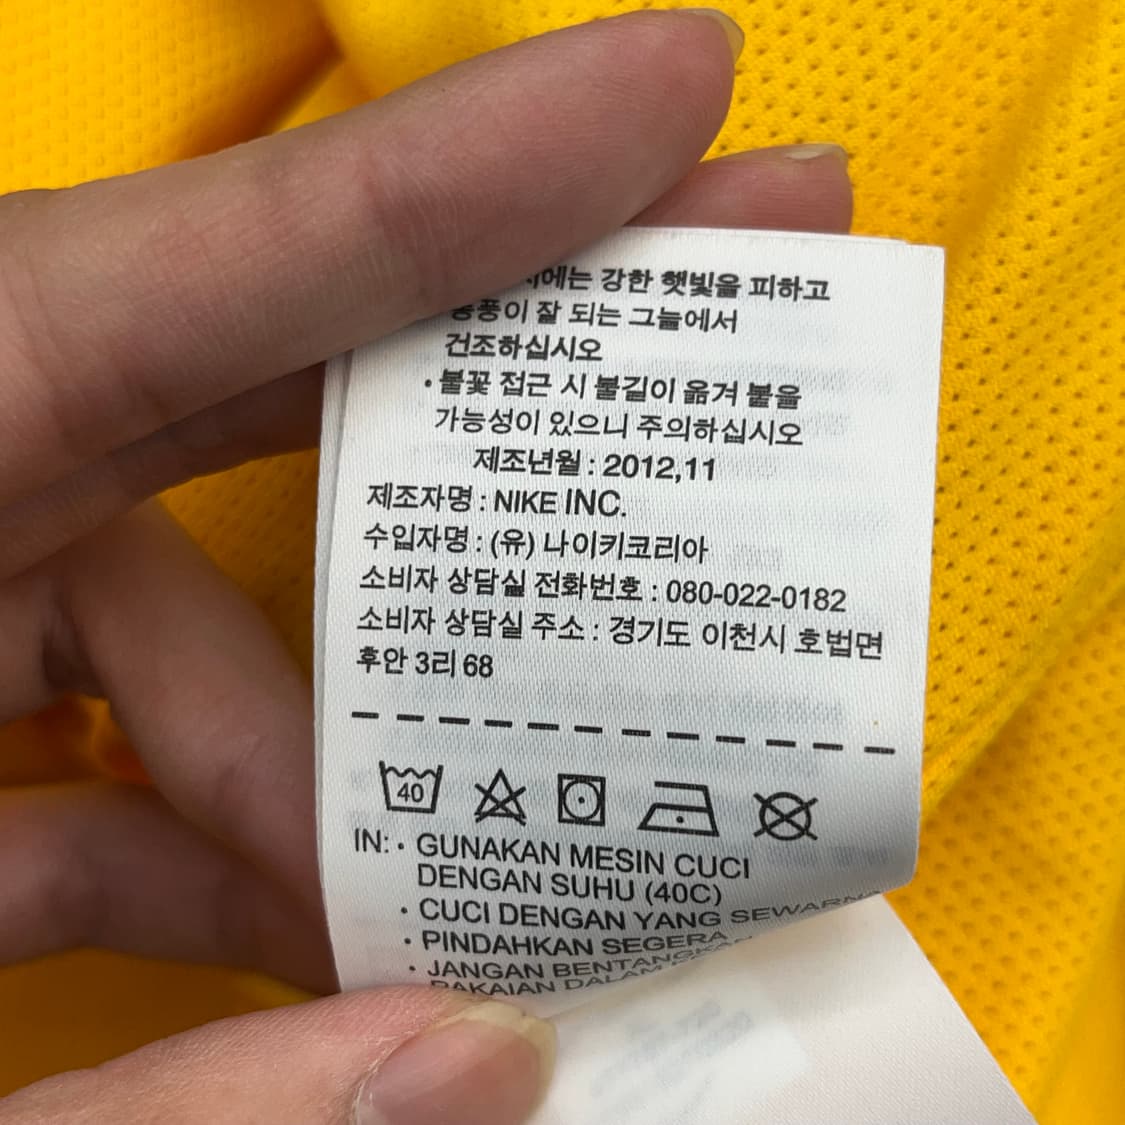 강한 햇빛을 피하고
잘 되는 그늘에서
건조하십시오
• 불꽃 접근 시 불길이 옮겨 붙을
가능성이 있으니 주의하십시오
제조년월 : 2012,11
제조자명 : NIKE INC.
수입자명 : (유) 나이키코리아
소비자 상담실 전화번호 : 080-022-0182
소비자 상담실 주소 : 경기도 이천시 호법면
후안 3리 68
40
IN: • GUNAKAN MESIN CUCI
DENGAN SUHU (40C)
• CUCI DENGAN YANG SEWARNA
• PINDAHKAN SEGERA
• JANGAN BENTANGKAN
PAKAIAN DALAM